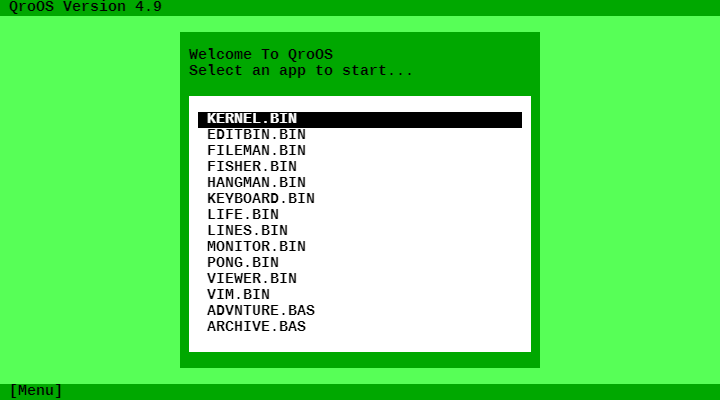 QroOS Version 4.9
Welcome To QroOS
Select an app to start...
KERNEL.BIN
EDITBIN.BIN
FILEMAN.BIN
FISHER.BIN
HANGMAN.BIN
KEYBOARD.BIN
LIFE.BIN
LINES.BIN
MONITOR.BIN
PONG.BIN
VIEWER.BIN
VIM.BIN
ADVNTURE.BAS
ARCHIVE.BAS
[Menu]